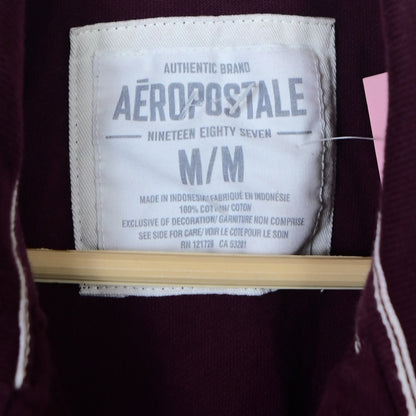 AUTHENTIC BRAND
AÉROPOSTALE
NINETEEN EIGHTY SEVEN
M/M
MADE IN INDONESIA/FABRIQUÉ EN INDONÉSIE
100% COTTON/COTON
EXCLUSIVE OF DECORATION/GARNITURE NON COMPRISE
SEE SIDE FOR CARE/VOIR LE CÔTÉ POUR LE SOIN
RN 121726 CA 53281